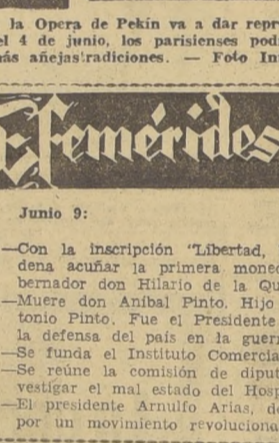 la Opera de Pekín va a dar repr
el 4 de junio, los parisienses pod
más añejas tradiciones. — Foto In
Efemérides
Junio 9:
—Con la inscripción "Libertad,
dena acuñar la primera mone
bernador don Hilario de la Qu
—Muere don Aníbal Pinto. Hijo
tonio Pinto. Fue el Presidente
la defensa del país en la guer
—Se funda el Instituto Comercia
—Se reúne la comisión de diput
vestigar el mal estado del Hosp
—El presidente Arnulfo Arias, d
por un movimiento revolucion